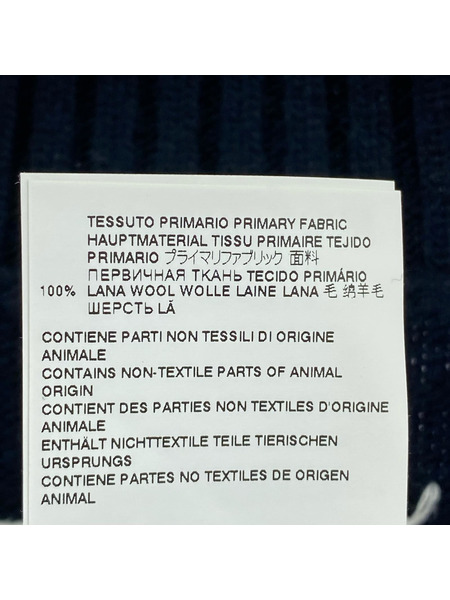 TESSUTO PRIMARIO PRIMARY FABRIC
HAUPTMATERIAL TISSU PRIMAIRE TEJIDO
PRIMARIO プライマリファブリック 面料
ПЕРВИЧНАЯ ТКАНЬ TECIDO PRIMÁRIO
100% LANA WOOL WOLLE LAINE LANA 毛 绵羊毛
ШЕРСТЬ LÃ
CONTIENE PARTI NON TESSILI DI ORIGINE
ANIMALE
CONTAINS NON-TEXTILE PARTS OF ANIMAL
ORIGIN
CONTIENT DES PARTIES NON TEXTILES D'ORIGINE
ANIMALE
ENTHÄLT NICHTTEXTILE TEILE TIERISCHEN
URSPRUNGS
CONTIENE PARTES NO TEXTILES DE ORIGEN
ANIMAL